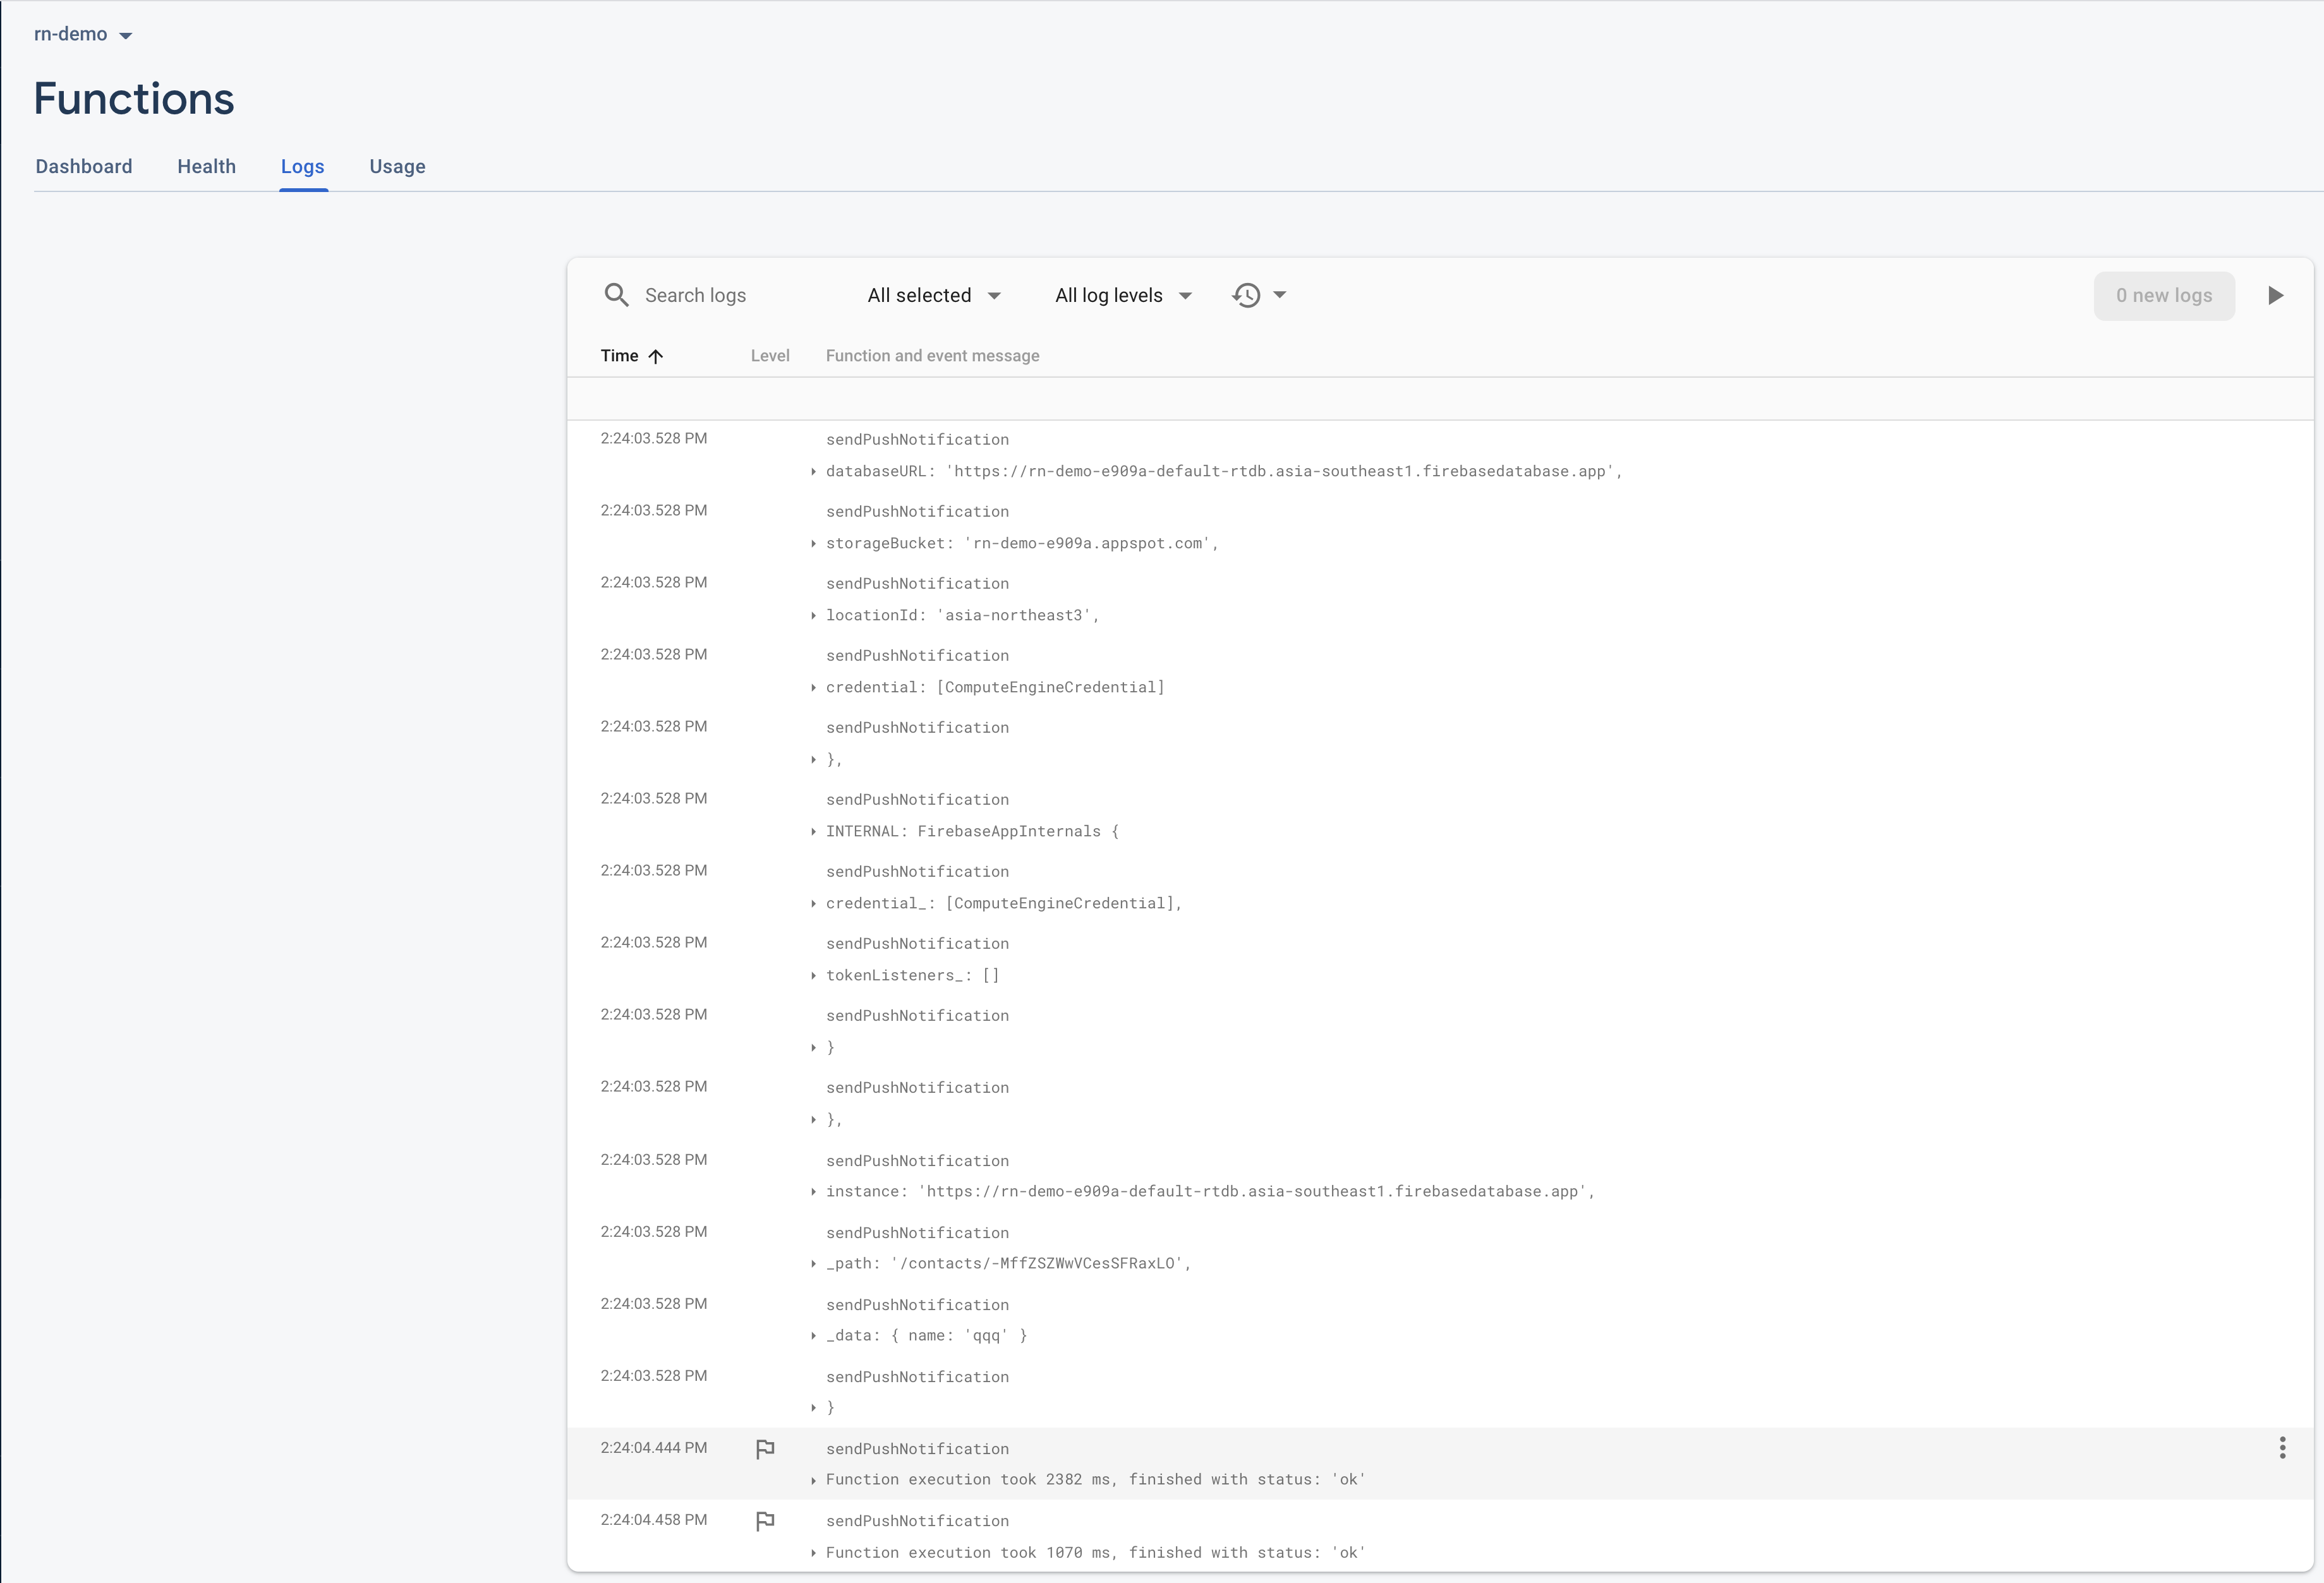 rn-demo
Functions
Dashboard Health Logs Usage
Search logs All selected All log levels 0 new logs
Time Level Function and event message
2:24:03.528 PM sendPushNotification
databaseURL: 'https://rn-demo-e909a-default-rtdb.asia-southeast1.firebasedatabase.app',
2:24:03.528 PM sendPushNotification
storageBucket: 'rn-demo-e909a.appspot.com',
2:24:03.528 PM sendPushNotification
locationId: 'asia-northeast3',
2:24:03.528 PM sendPushNotification
credential: [ComputeEngineCredential]
2:24:03.528 PM sendPushNotification
},
2:24:03.528 PM sendPushNotification
INTERNAL: FirebaseAppInternals {
2:24:03.528 PM sendPushNotification
credential_: [ComputeEngineCredential],
2:24:03.528 PM sendPushNotification
tokenListeners_: []
2:24:03.528 PM sendPushNotification
}
2:24:03.528 PM sendPushNotification
},
2:24:03.528 PM sendPushNotification
instance: 'https://rn-demo-e909a-default-rtdb.asia-southeast1.firebasedatabase.app',
2:24:03.528 PM sendPushNotification
_path: '/contacts/-MffZSZWwVCesSFRaxLO',
2:24:03.528 PM sendPushNotification
_data: { name: 'qqq' }
2:24:03.528 PM sendPushNotification
}
2:24:04.444 PM sendPushNotification
Function execution took 2382 ms, finished with status: 'ok'
2:24:04.458 PM sendPushNotification
Function execution took 1070 ms, finished with status: 'ok'